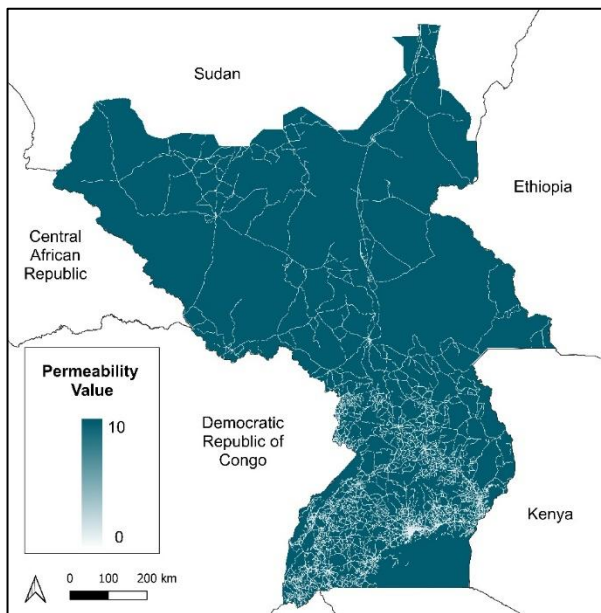 Sudan
Ethiopia
Central
African
Republic
Permeability
Value
10
0
Democratic
Republic of
Congo
Kenya
0 100 200 km